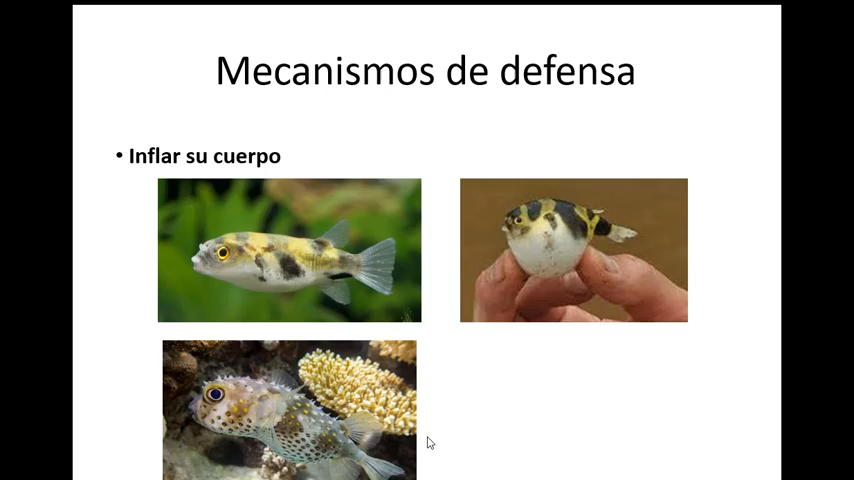 Mecanismos de defensa
• Inflar su cuerpo